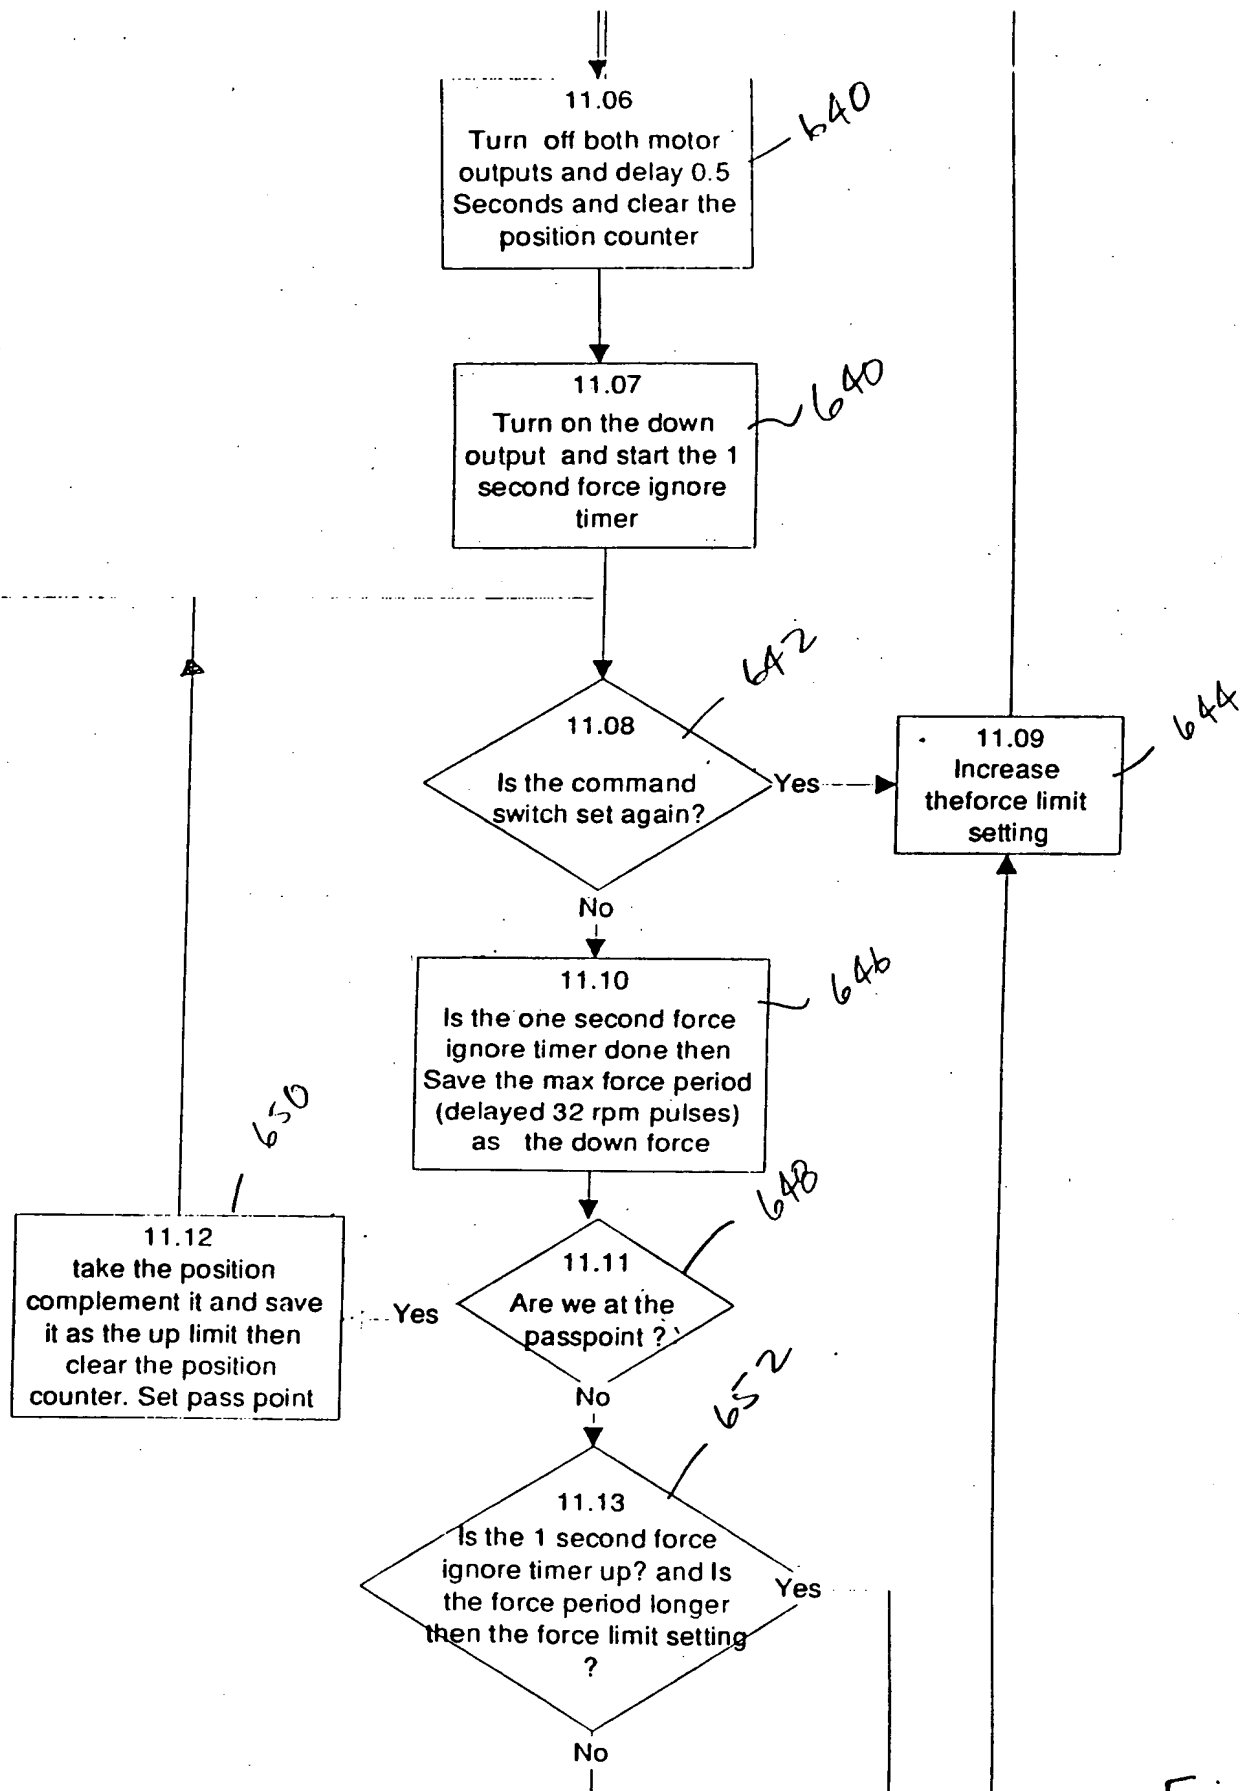 11.06
Turn off both motor
outputs and delay 0.5
Seconds and clear the
position counter
640
11.07
Turn on the down
output and start the 1
second force ignore
timer
640
642
11.08
Is the command
switch set again?
Yes
11.09
Increase
theforce limit
setting
644
No
11.10
Is the one second force
ignore timer done then
Save the max force period
(delayed 32 rpm pulses)
as the down force
646
650
11.12
take the position
complement it and save
it as the up limit then
clear the position
counter. Set pass point
648
11.11
Are we at the
passpoint ?
Yes
No
652
11.13
Is the 1 second force
ignore timer up? and Is
the force period longer
then the force limit setting
?
Yes
No